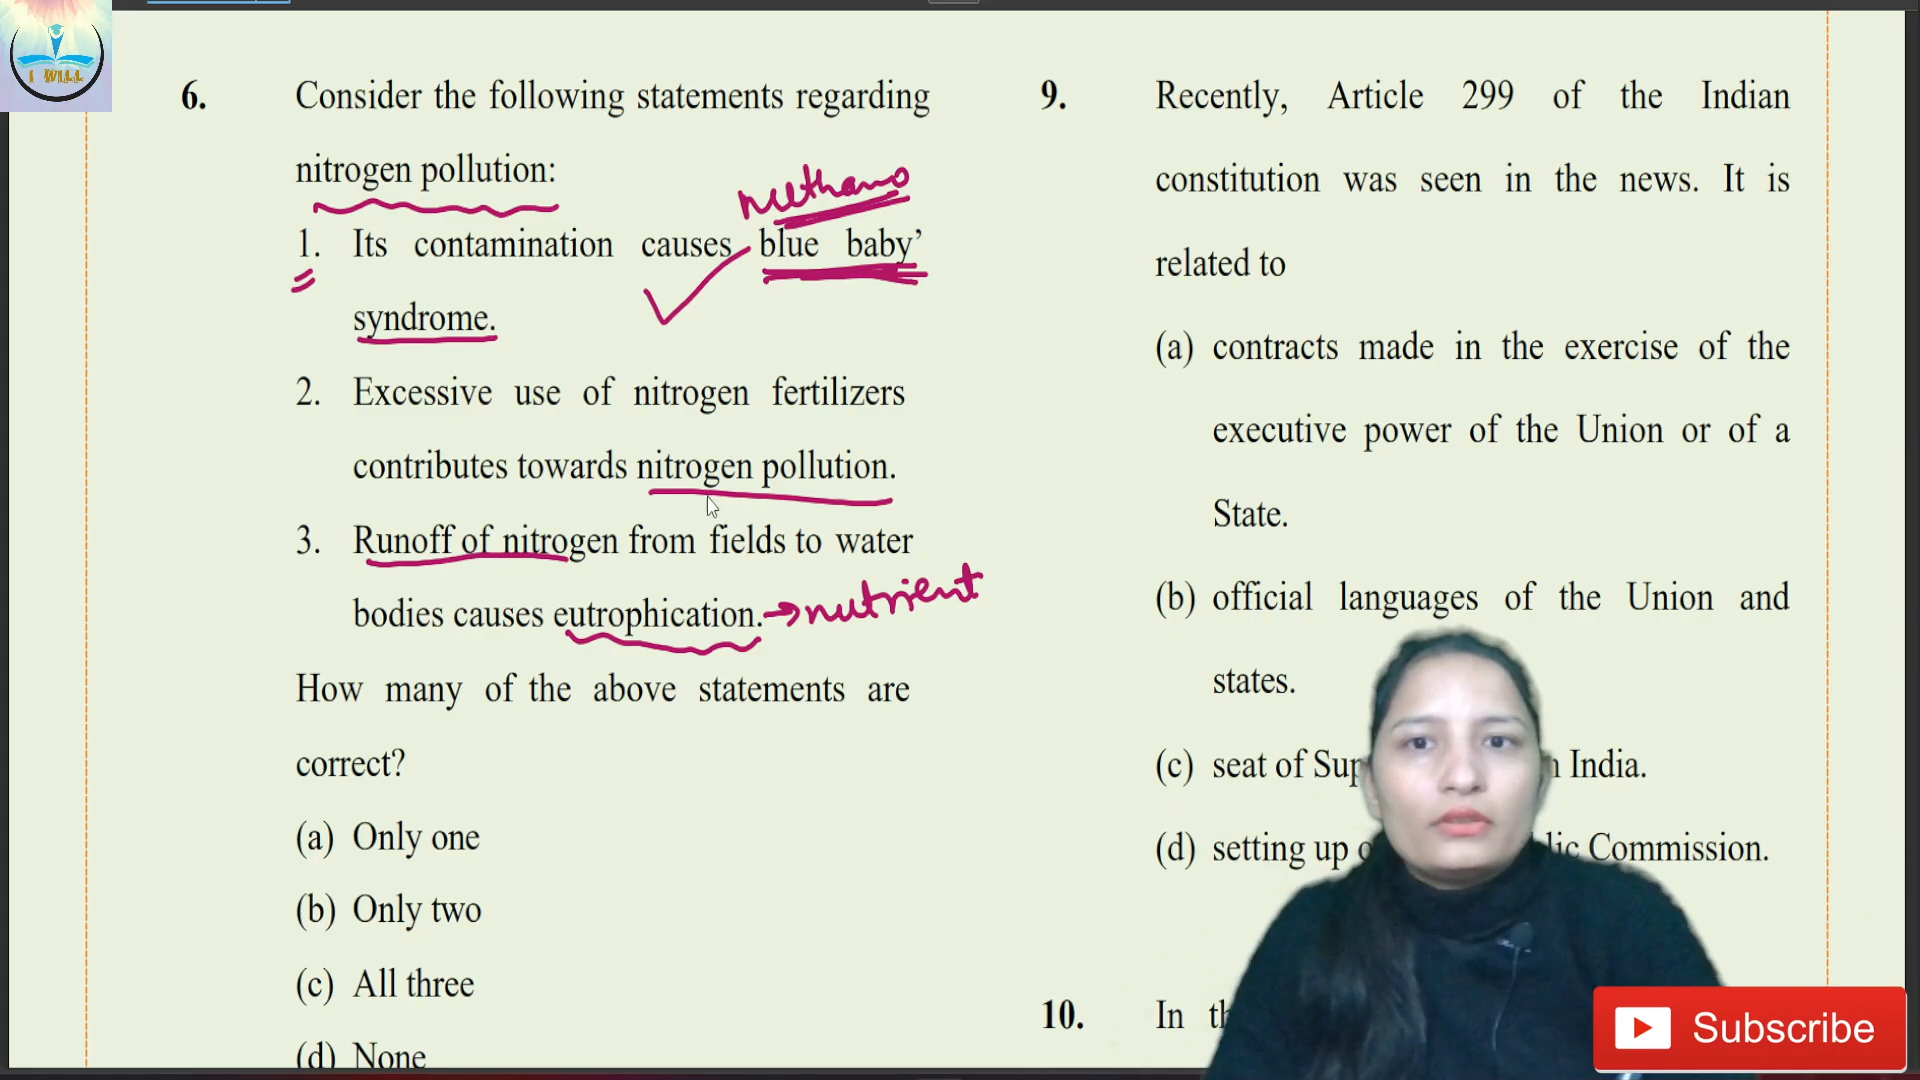 I WILL
6. Consider the following statements regarding
nitrogen pollution:
methano
1. Its contamination causes blue baby’
syndrome.
2. Excessive use of nitrogen fertilizers
contributes towards nitrogen pollution.
3. Runoff of nitrogen from fields to water
bodies causes eutrophication. → nutrient
How many of the above statements are
correct?
(a) Only one
(b) Only two
(c) All three
(d) None
9. Recently, Article 299 of the Indian
constitution was seen in the news. It is
related to
(a) contracts made in the exercise of the
executive power of the Union or of a
State.
(b) official languages of the Union and
states.
(c) seat of India.
(d) setting up Commission.
10. In
Subscribe